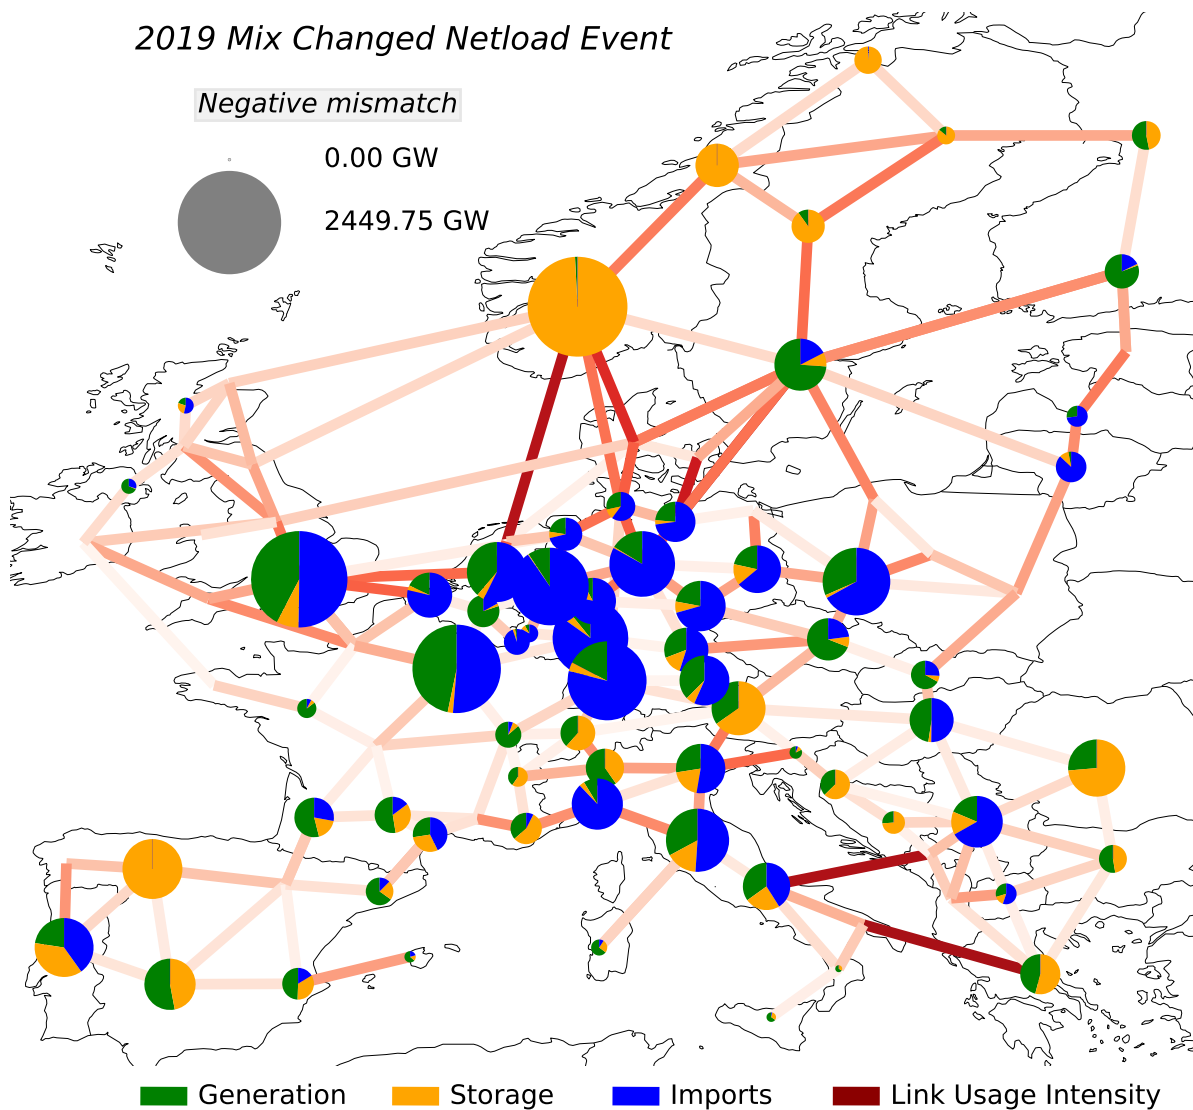 2019 Mix Changed Netload Event
Negative mismatch
0.00 GW
2449.75 GW
Generation
Storage
Imports
Link Usage Intensity